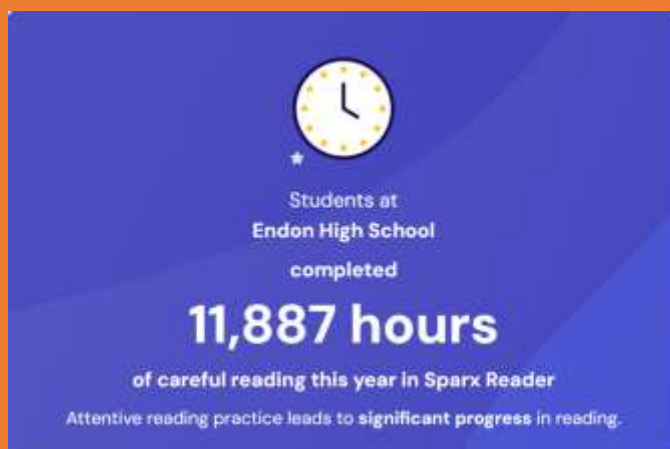 Students at
Endon High School
completed
11,887 hours
of careful reading this year in Sparx Reader
Attentive reading practice leads to significant progress in reading.